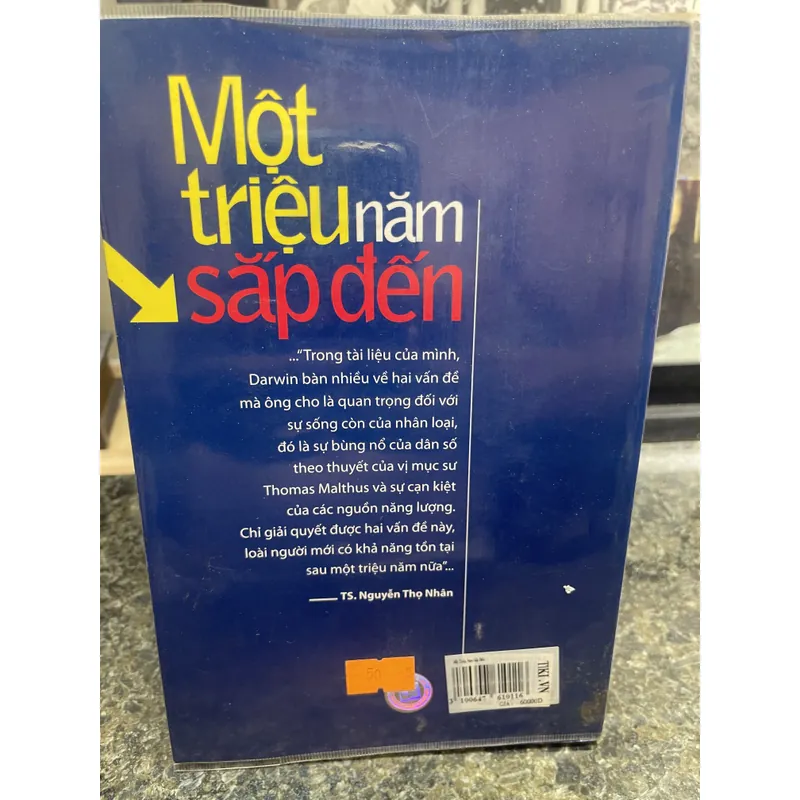 Một
triệu năm
sắp đến
..."Trong tài liệu của mình,
Darwin bàn nhiều về hai vấn đề
mà ông cho là quan trọng đối với
sự sống còn của nhân loại,
đó là sự bùng nổ của dân số
theo thuyết của vị mục sư
Thomas Malthus và sự cạn kiệt
của các nguồn năng lượng.
Chỉ giải quyết được hai vấn đề này,
loài người mới có khả năng tồn tại
sau một triệu năm nữa"...
TS. Nguyễn Thọ Nhân
50
TIKI.VN
3 199647 619116